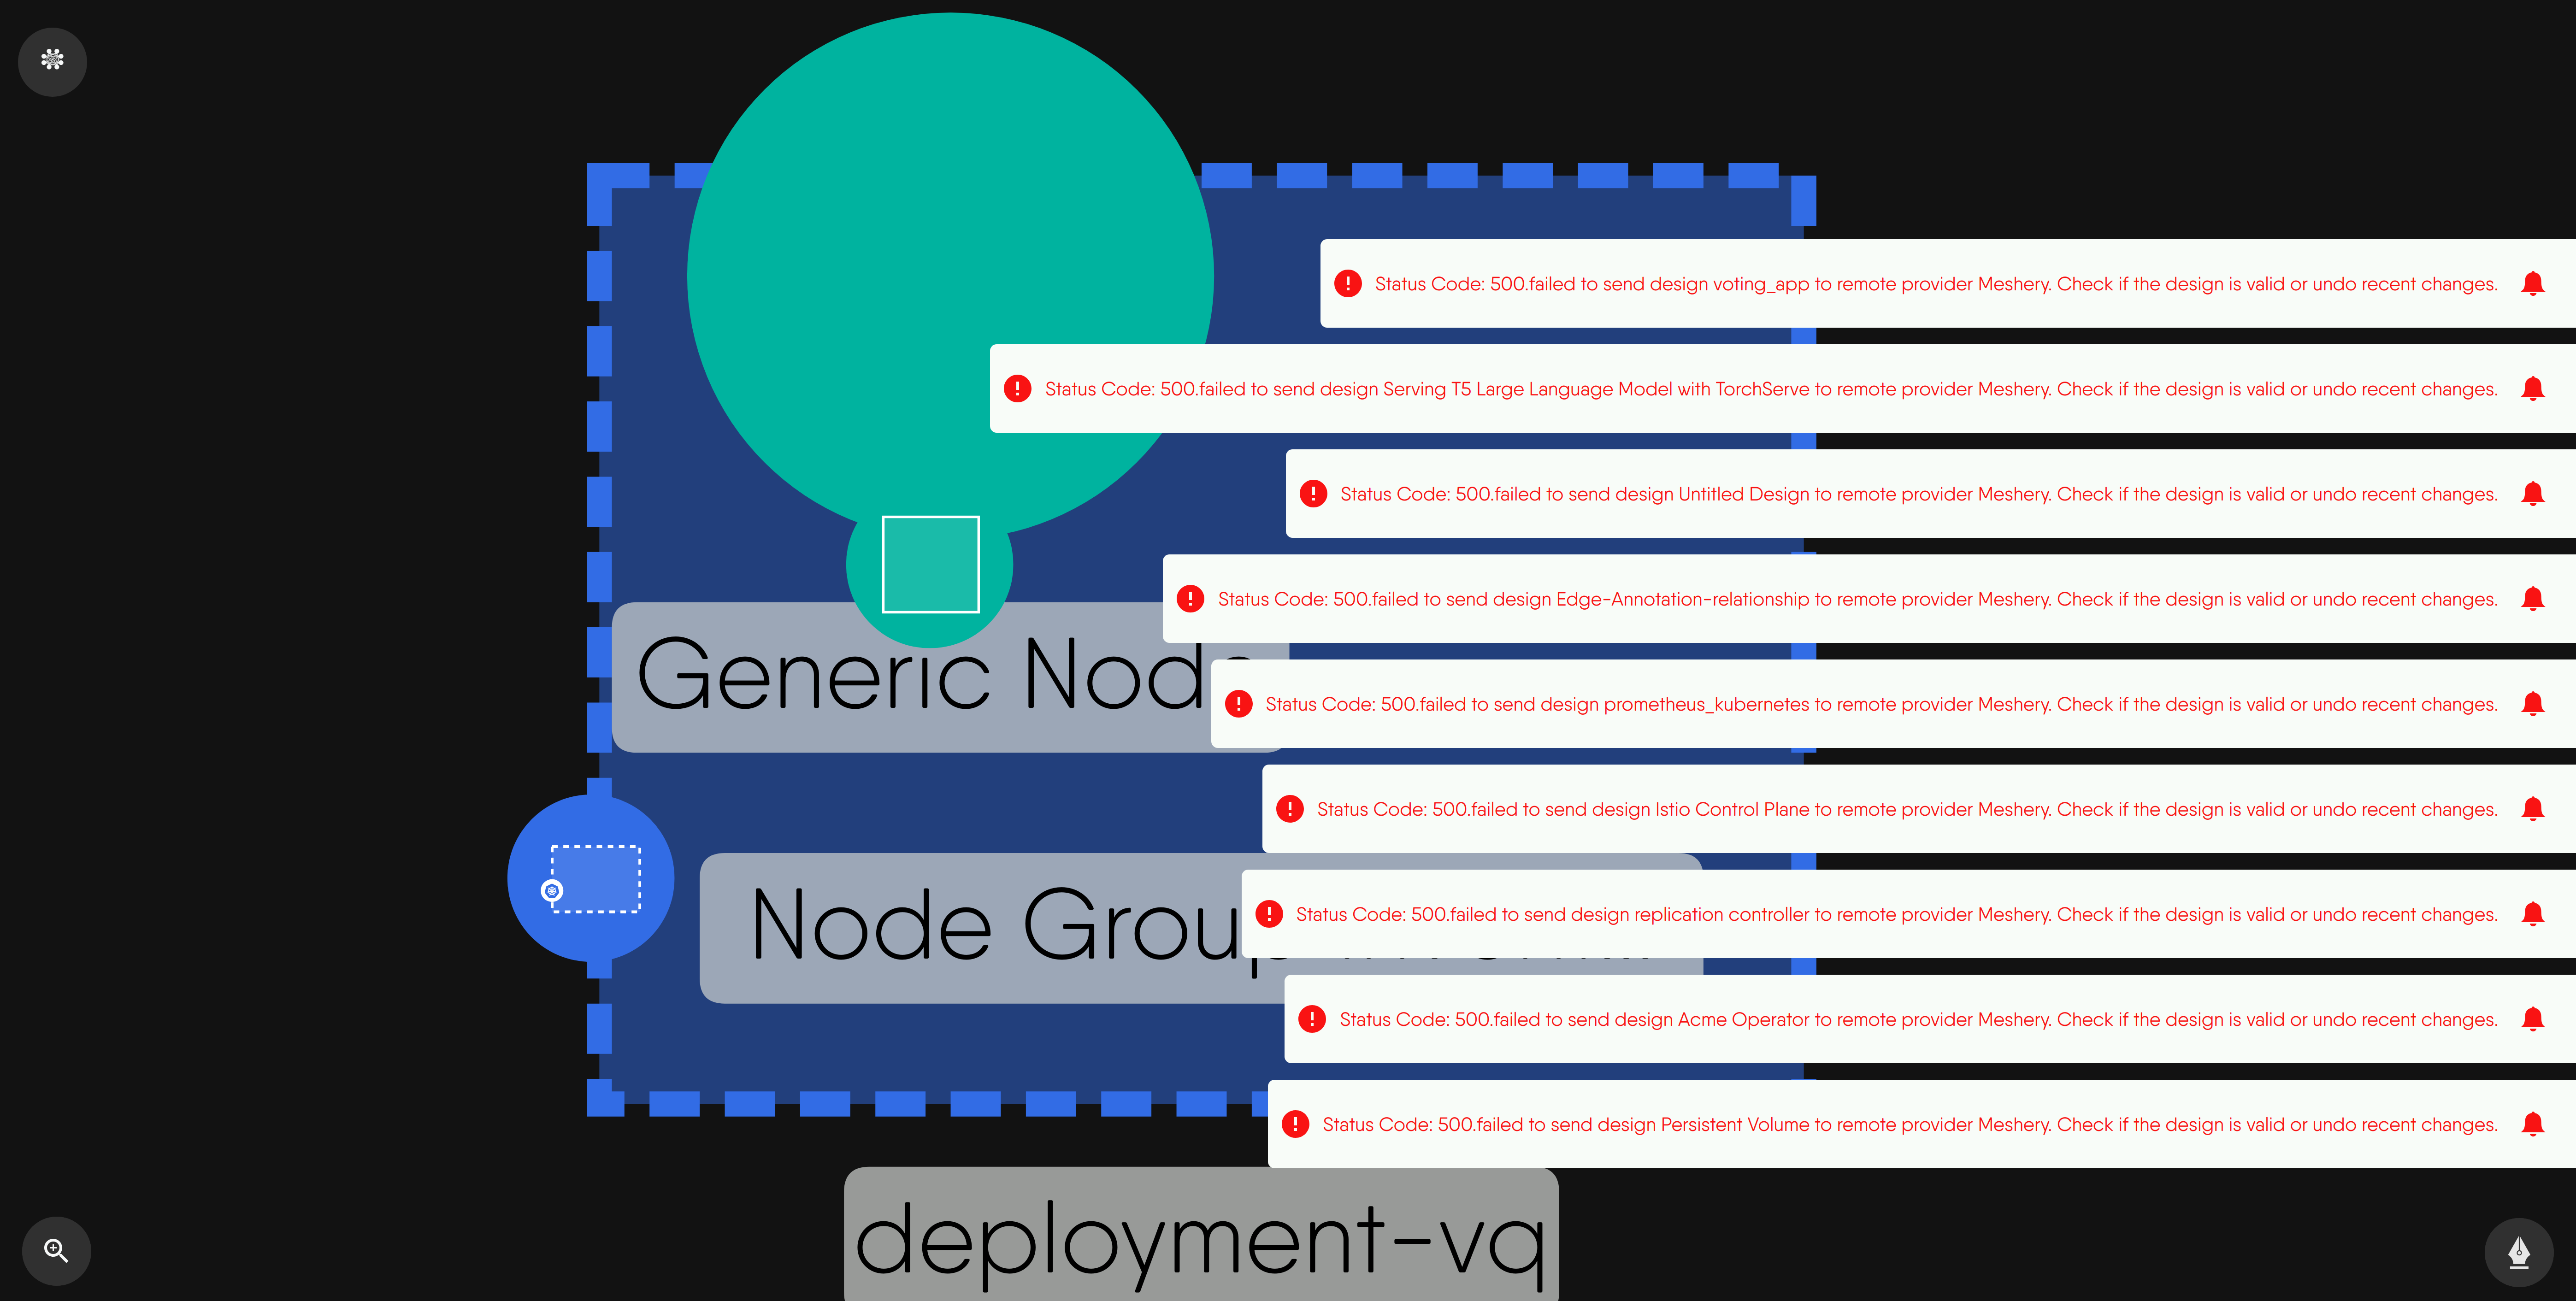 Status Code: 500.failed to send design voting_app to remote provider Meshery. Check if the design is valid or undo recent changes.
Status Code: 500.failed to send design Serving T5 Large Language Model with TorchServe to remote provider Meshery. Check if the design is valid or undo recent changes.
Status Code: 500.failed to send design Untitled Design to remote provider Meshery. Check if the design is valid or undo recent changes.
Status Code: 500.failed to send design Edge-Annotation-relationship to remote provider Meshery. Check if the design is valid or undo recent changes.
Generic Node
Status Code: 500.failed to send design prometheus_kubernetes to remote provider Meshery. Check if the design is valid or undo recent changes.
Status Code: 500.failed to send design Istio Control Plane to remote provider Meshery. Check if the design is valid or undo recent changes.
Node Group
Status Code: 500.failed to send design replication controller to remote provider Meshery. Check if the design is valid or undo recent changes.
Status Code: 500.failed to send design Acme Operator to remote provider Meshery. Check if the design is valid or undo recent changes.
Status Code: 500.failed to send design Persistent Volume to remote provider Meshery. Check if the design is valid or undo recent changes.
deployment-vq